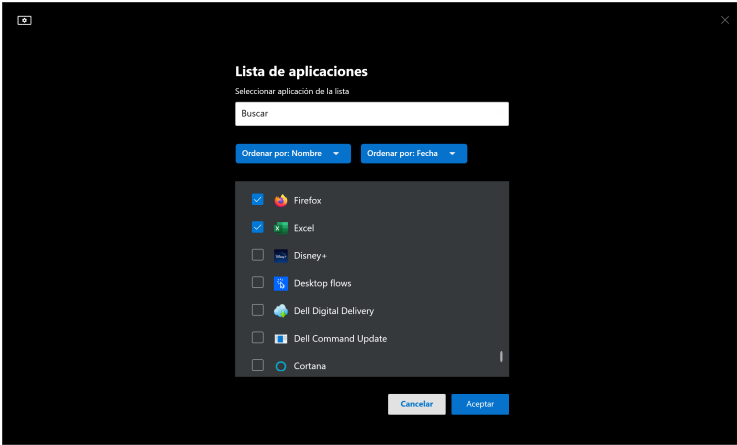 Lista de aplicaciones
Seleccionar aplicación de la lista
Buscar
Ordenar por: Nombre
Ordenar por: Fecha
Firefox
Excel
Disney+
Desktop flows
Dell Digital Delivery
Dell Command Update
Cortana
Cancelar
Aceptar